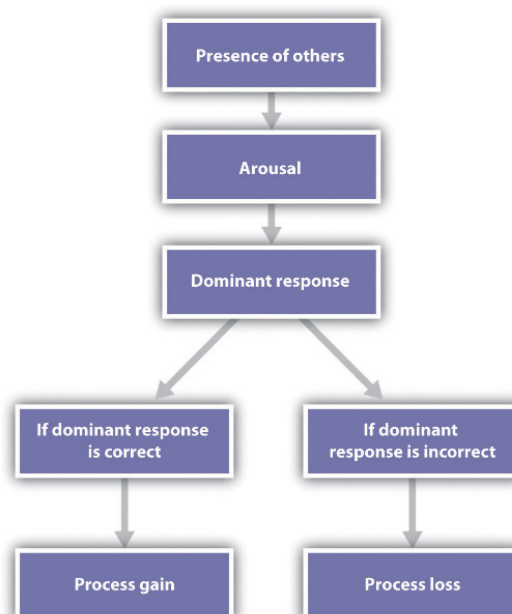 Presence of others
Arousal
Dominant response
If dominant response
is correct
If dominant
response is incorrect
Process gain
Process loss